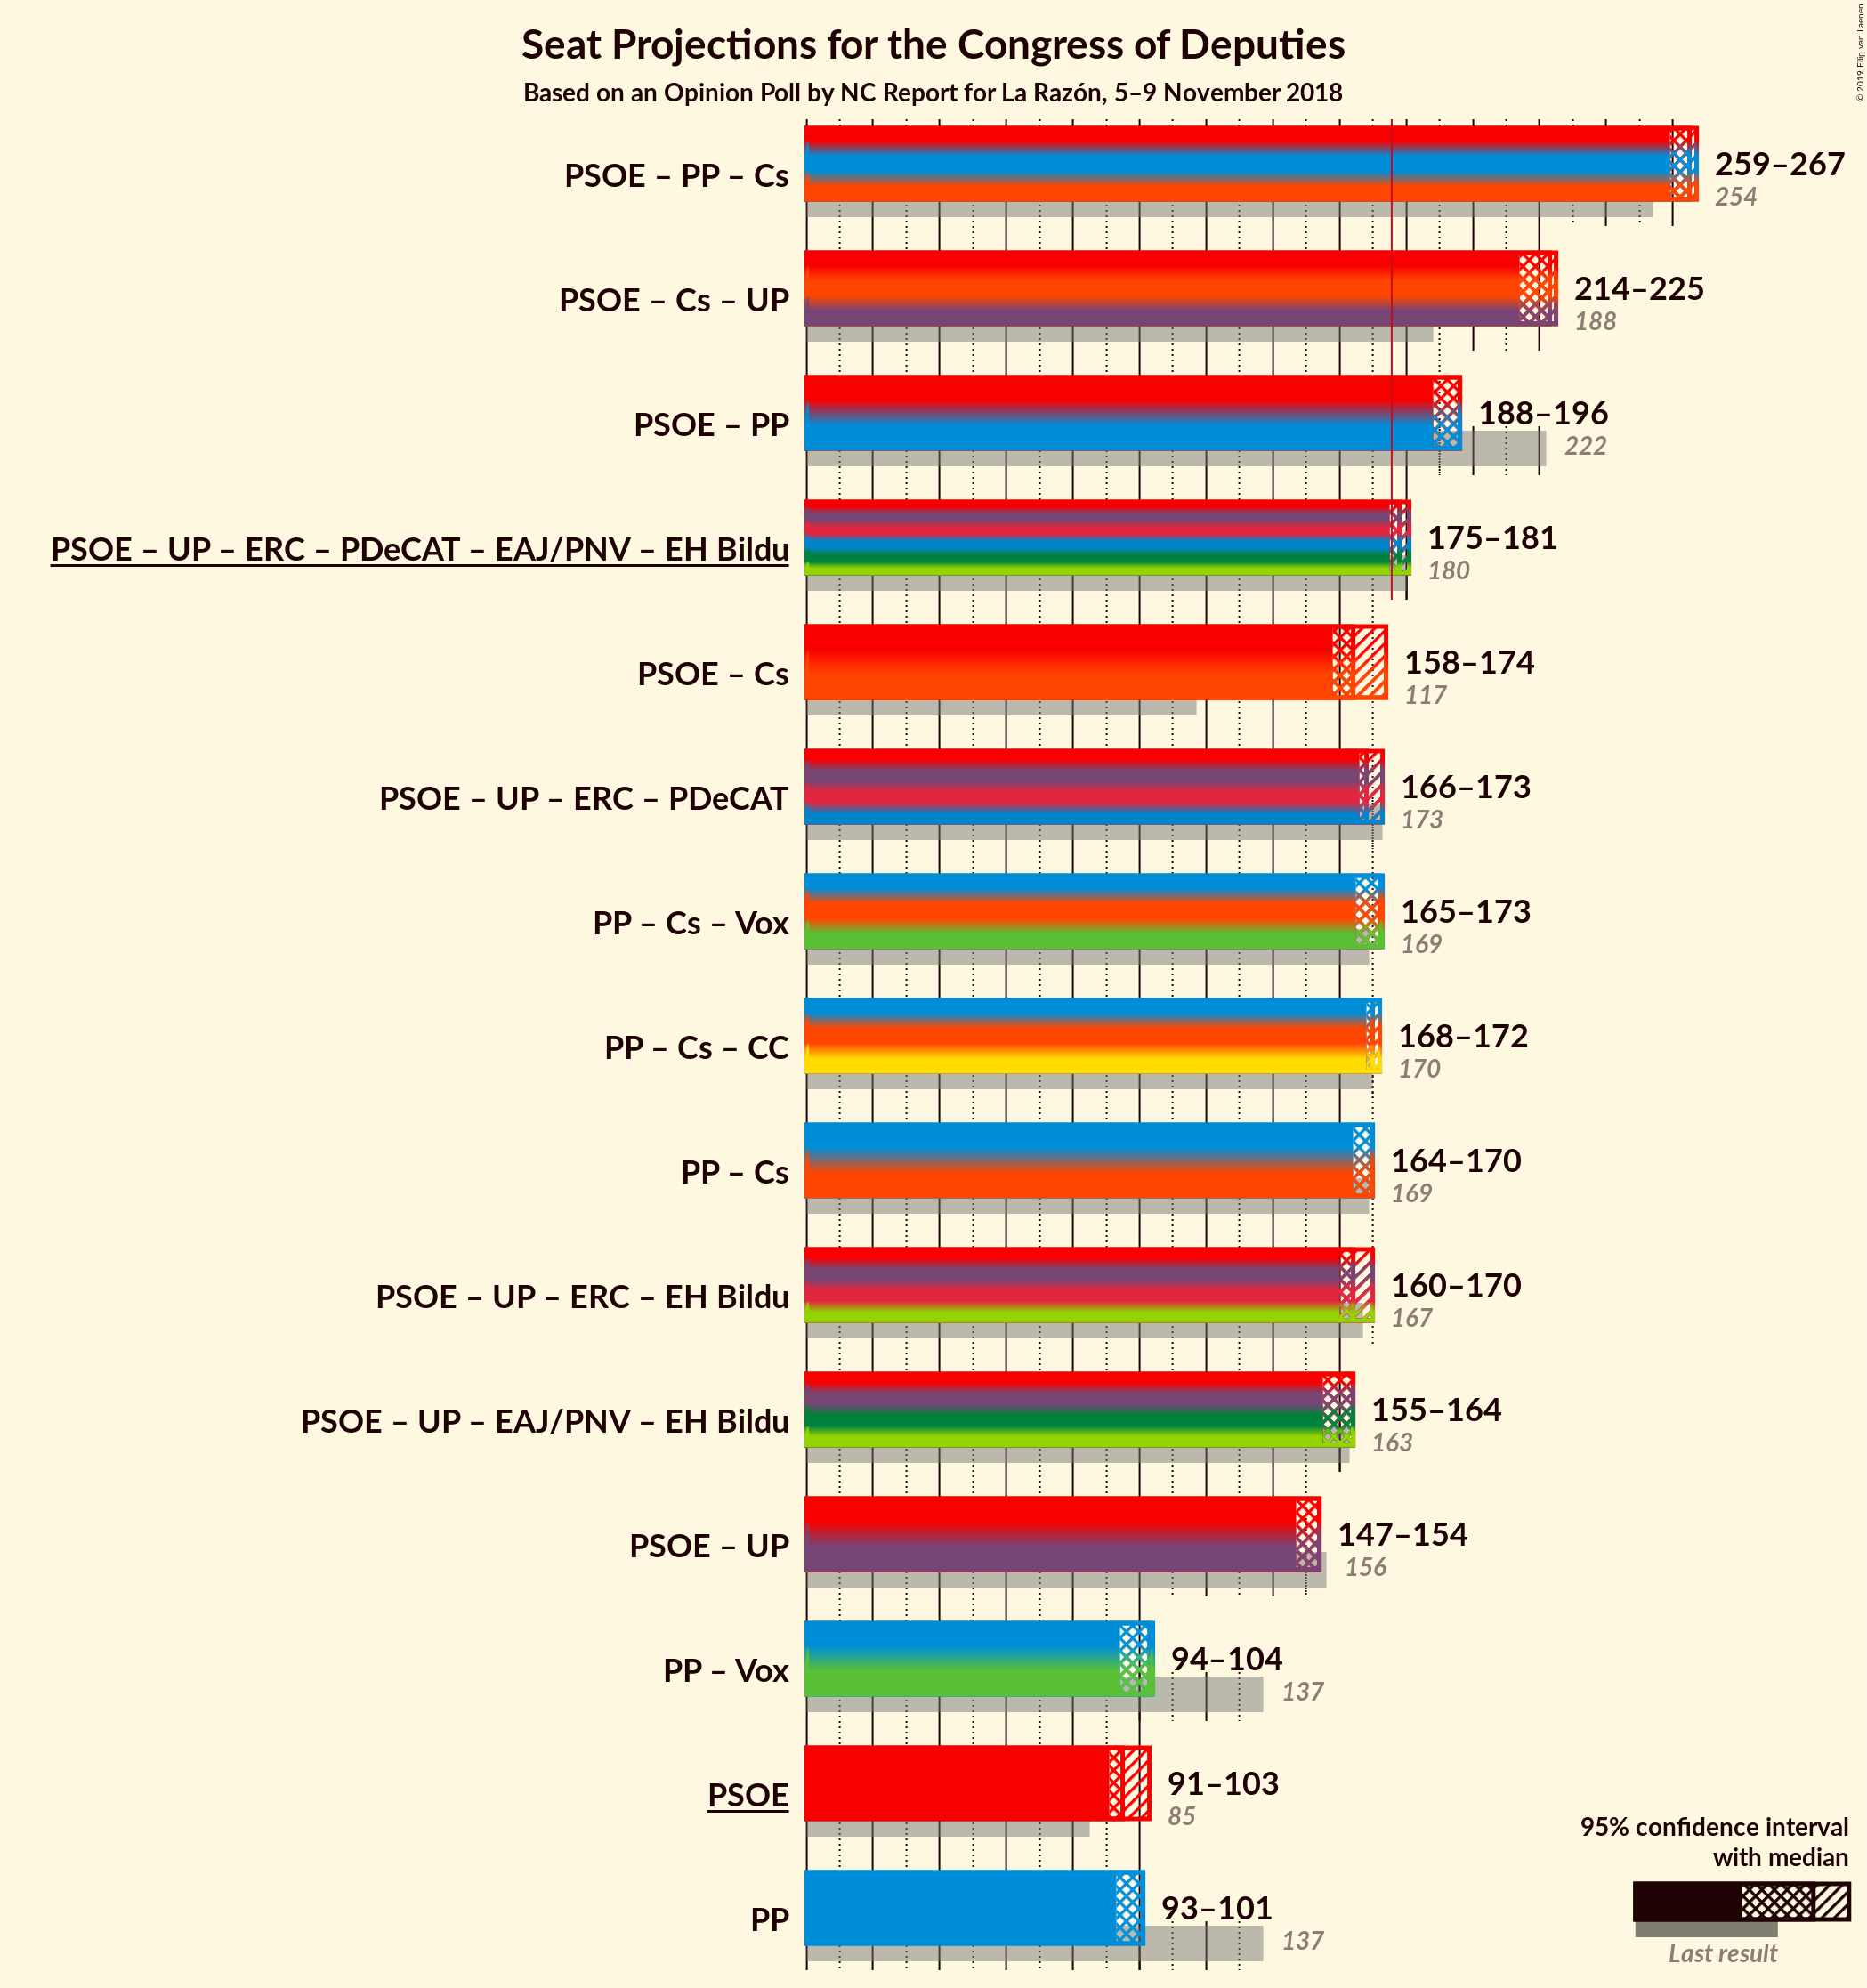 Seat Projections for the Congress of Deputies
Based on an Opinion Poll by NC Report for La Razón, 5–9 November 2018
© 2019 Filip van Laenen
PSOE – PP – Cs
259–267
254
PSOE – Cs – UP
214–225
188
PSOE – PP
188–196
222
PSOE – UP – ERC – PDeCAT – EAJ/PNV – EH Bildu
175–181
180
PSOE – Cs
158–174
117
PSOE – UP – ERC – PDeCAT
166–173
173
PP – Cs – Vox
165–173
169
PP – Cs – CC
168–172
170
PP – Cs
164–170
169
PSOE – UP – ERC – EH Bildu
160–170
167
PSOE – UP – EAJ/PNV – EH Bildu
155–164
163
PSOE – UP
147–154
156
PP – Vox
94–104
137
PSOE
91–103
85
PP
93–101
137
95% confidence interval
with median
Last result